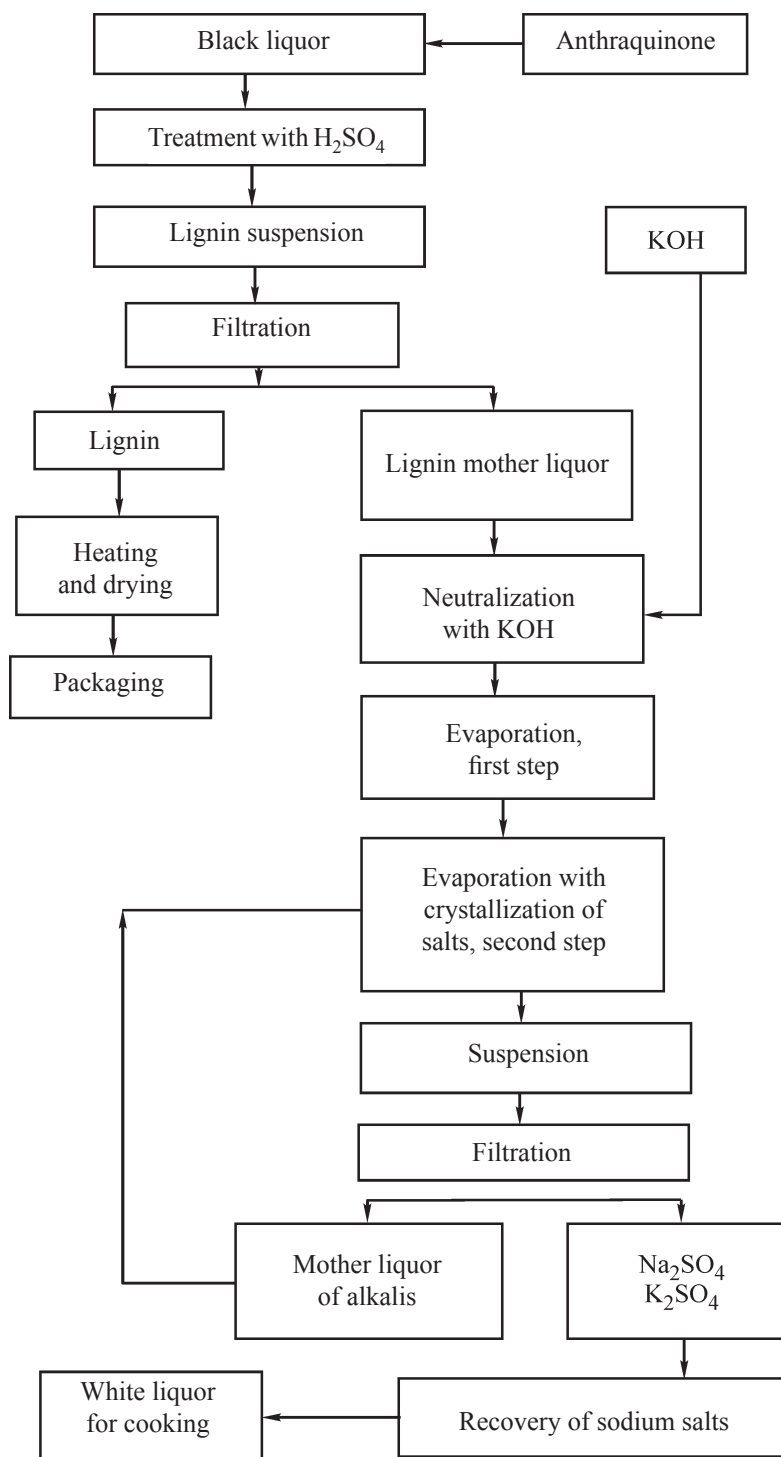 Black liquor
Anthraquinone
Treatment with H₂SO₄
Lignin suspension
KOH
Filtration
Lignin
Lignin mother liquor
Heating
and drying
Neutralization
with KOH
Packaging
Evaporation,
first step
Evaporation with
crystallization of
salts, second step
Suspension
Filtration
Mother liquor
of alkalis
Na₂SO₄
K₂SO₄
White liquor
for cooking
Recovery of sodium salts